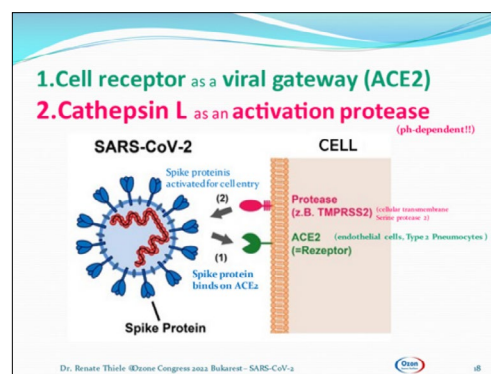 1.Cell receptor as a viral gateway (ACE2)
2.Cathepsin L as an activation protease
(ph-dependent!!)
SARS-CoV-2
CELL
Spike proteinis
activated for cell entry
(2)
Protease
(z.B. TMPRSS2) (cellular transmembrane
Serine protease 2)
ACE2 (endothelial cells, Type 2 Pneumocytes )
(=Rezeptor)
(1)
Spike protein
binds on ACE2
Spike Protein
Dr. Renate Thiele @Ozone Congress 2022 Bukarest – SARS-CoV-2
Ozon
18